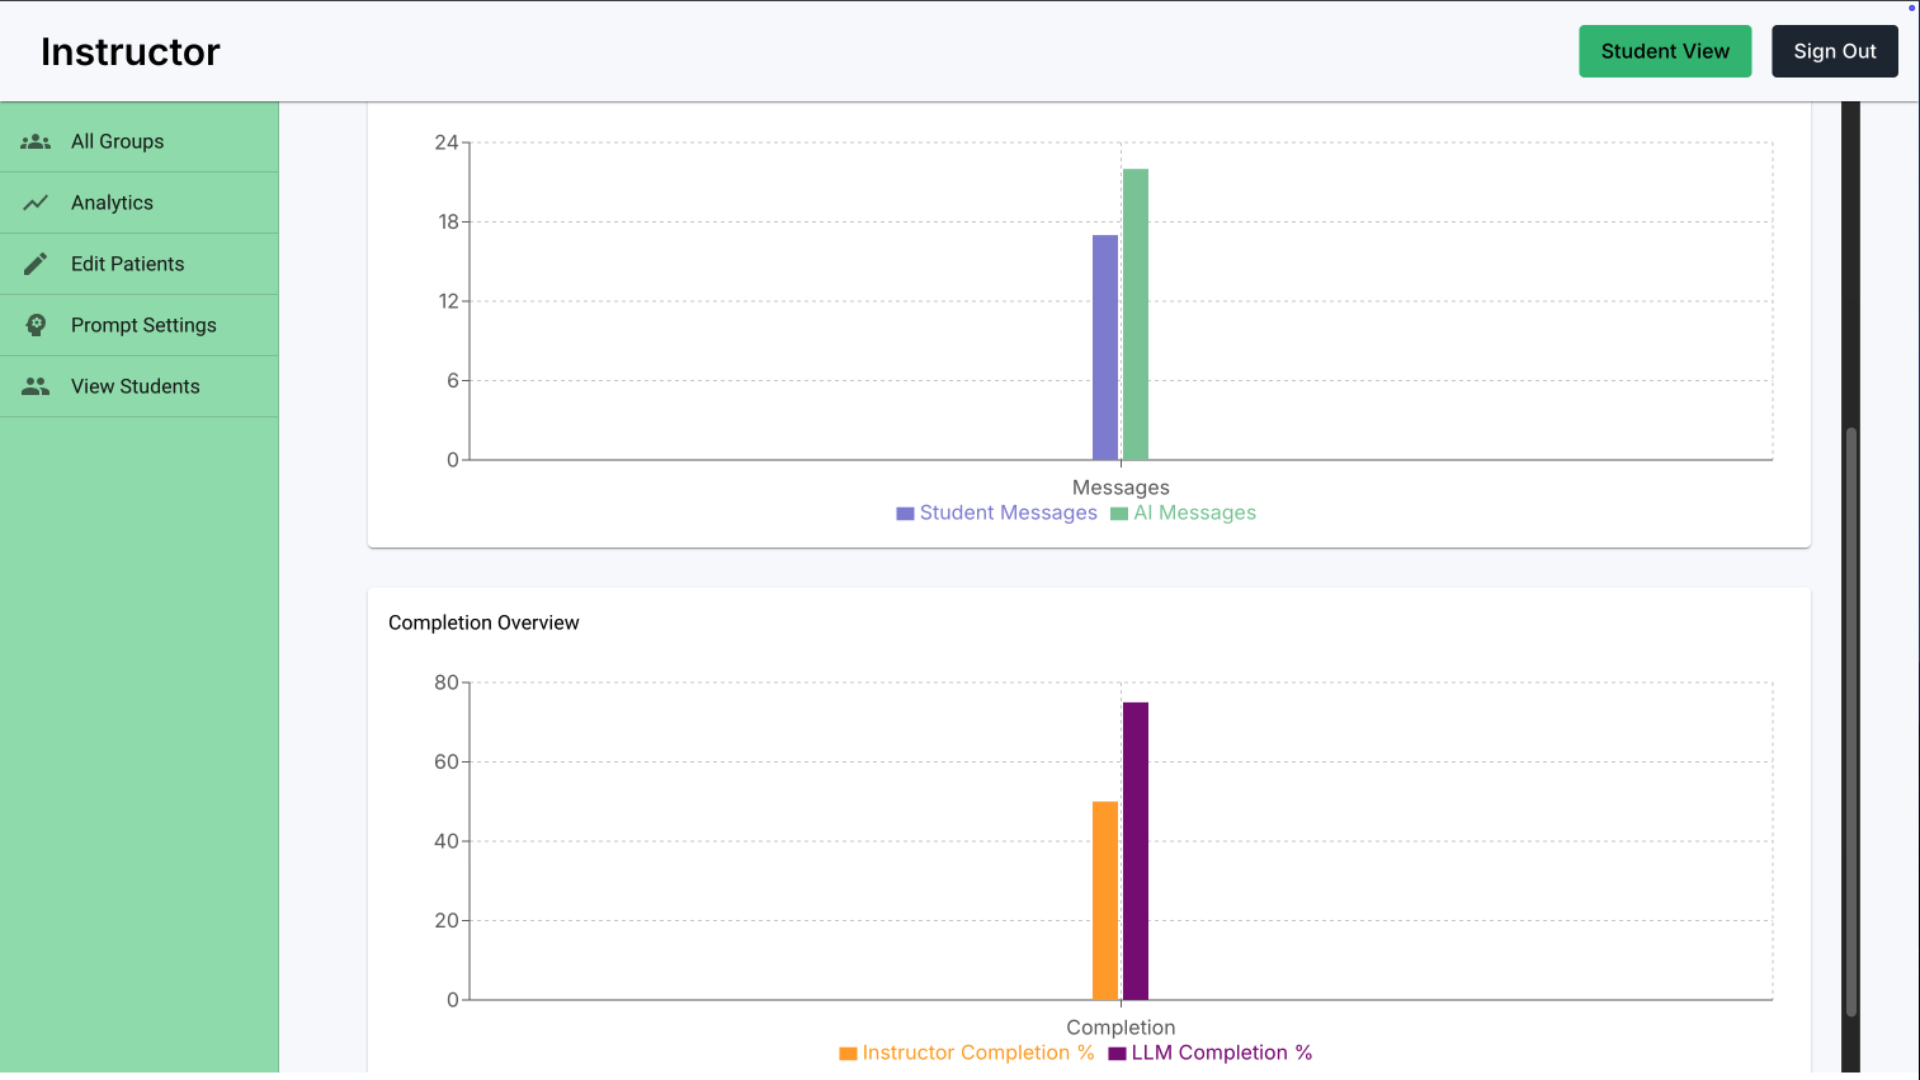 Instructor
Student View
Sign Out
All Groups
Analytics
Edit Patients
Prompt Settings
View Students
24
18
12
6
0
Messages
Student Messages AI Messages
Completion Overview
80
60
40
20
0
Completion
Instructor Completion % LLM Completion %